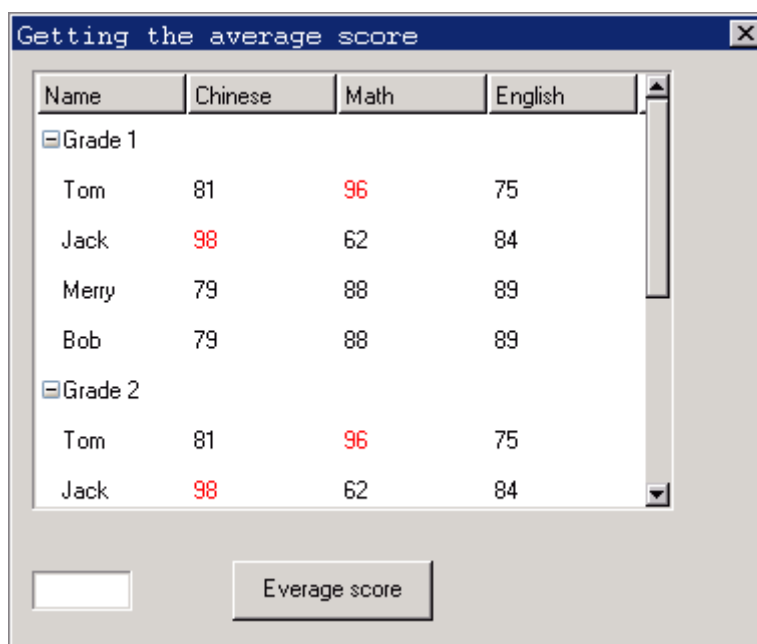 Getting the average score
Name Chinese Math English
Grade 1
Tom 81 96 75
Jack 98 62 84
Merry 79 88 89
Bob 79 88 89
Grade 2
Tom 81 96 75
Jack 98 62 84
Everage score